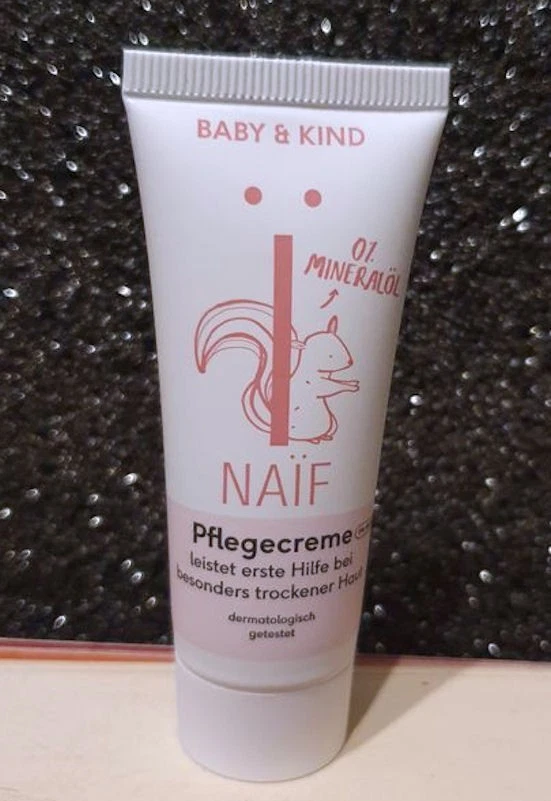 BABY & KIND
0%
MINERALÖL
NAÏF
Pflegecreme
leistet erste Hilfe bei
besonders trockener Haut
dermatologisch
getestet